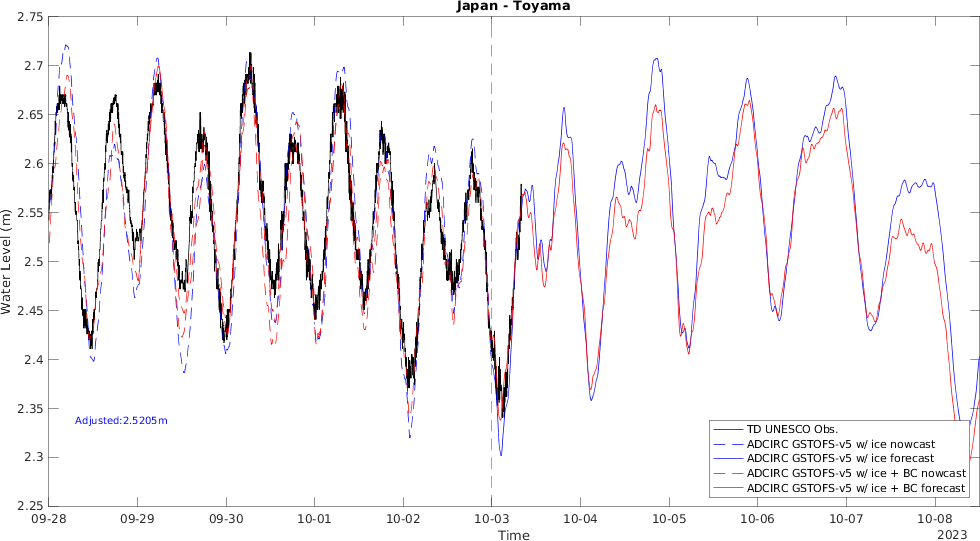 Japan - Toyama
2.75
2.7
2.65
2.6
2.55
2.5
2.45
2.4
2.35
2.3
2.25
Water Level (m)
Adjusted:2.5205m
TD UNESCO Obs.
ADCIRC GSTOFS-v5 w/ ice nowcast
ADCIRC GSTOFS-v5 w/ ice forecast
ADCIRC GSTOFS-v5 w/ ice + BC nowcast
ADCIRC GSTOFS-v5 w/ ice + BC forecast
09-28 09-29 09-30 10-01 10-02 10-03 10-04 10-05 10-06 10-07 10-08
Time
2023